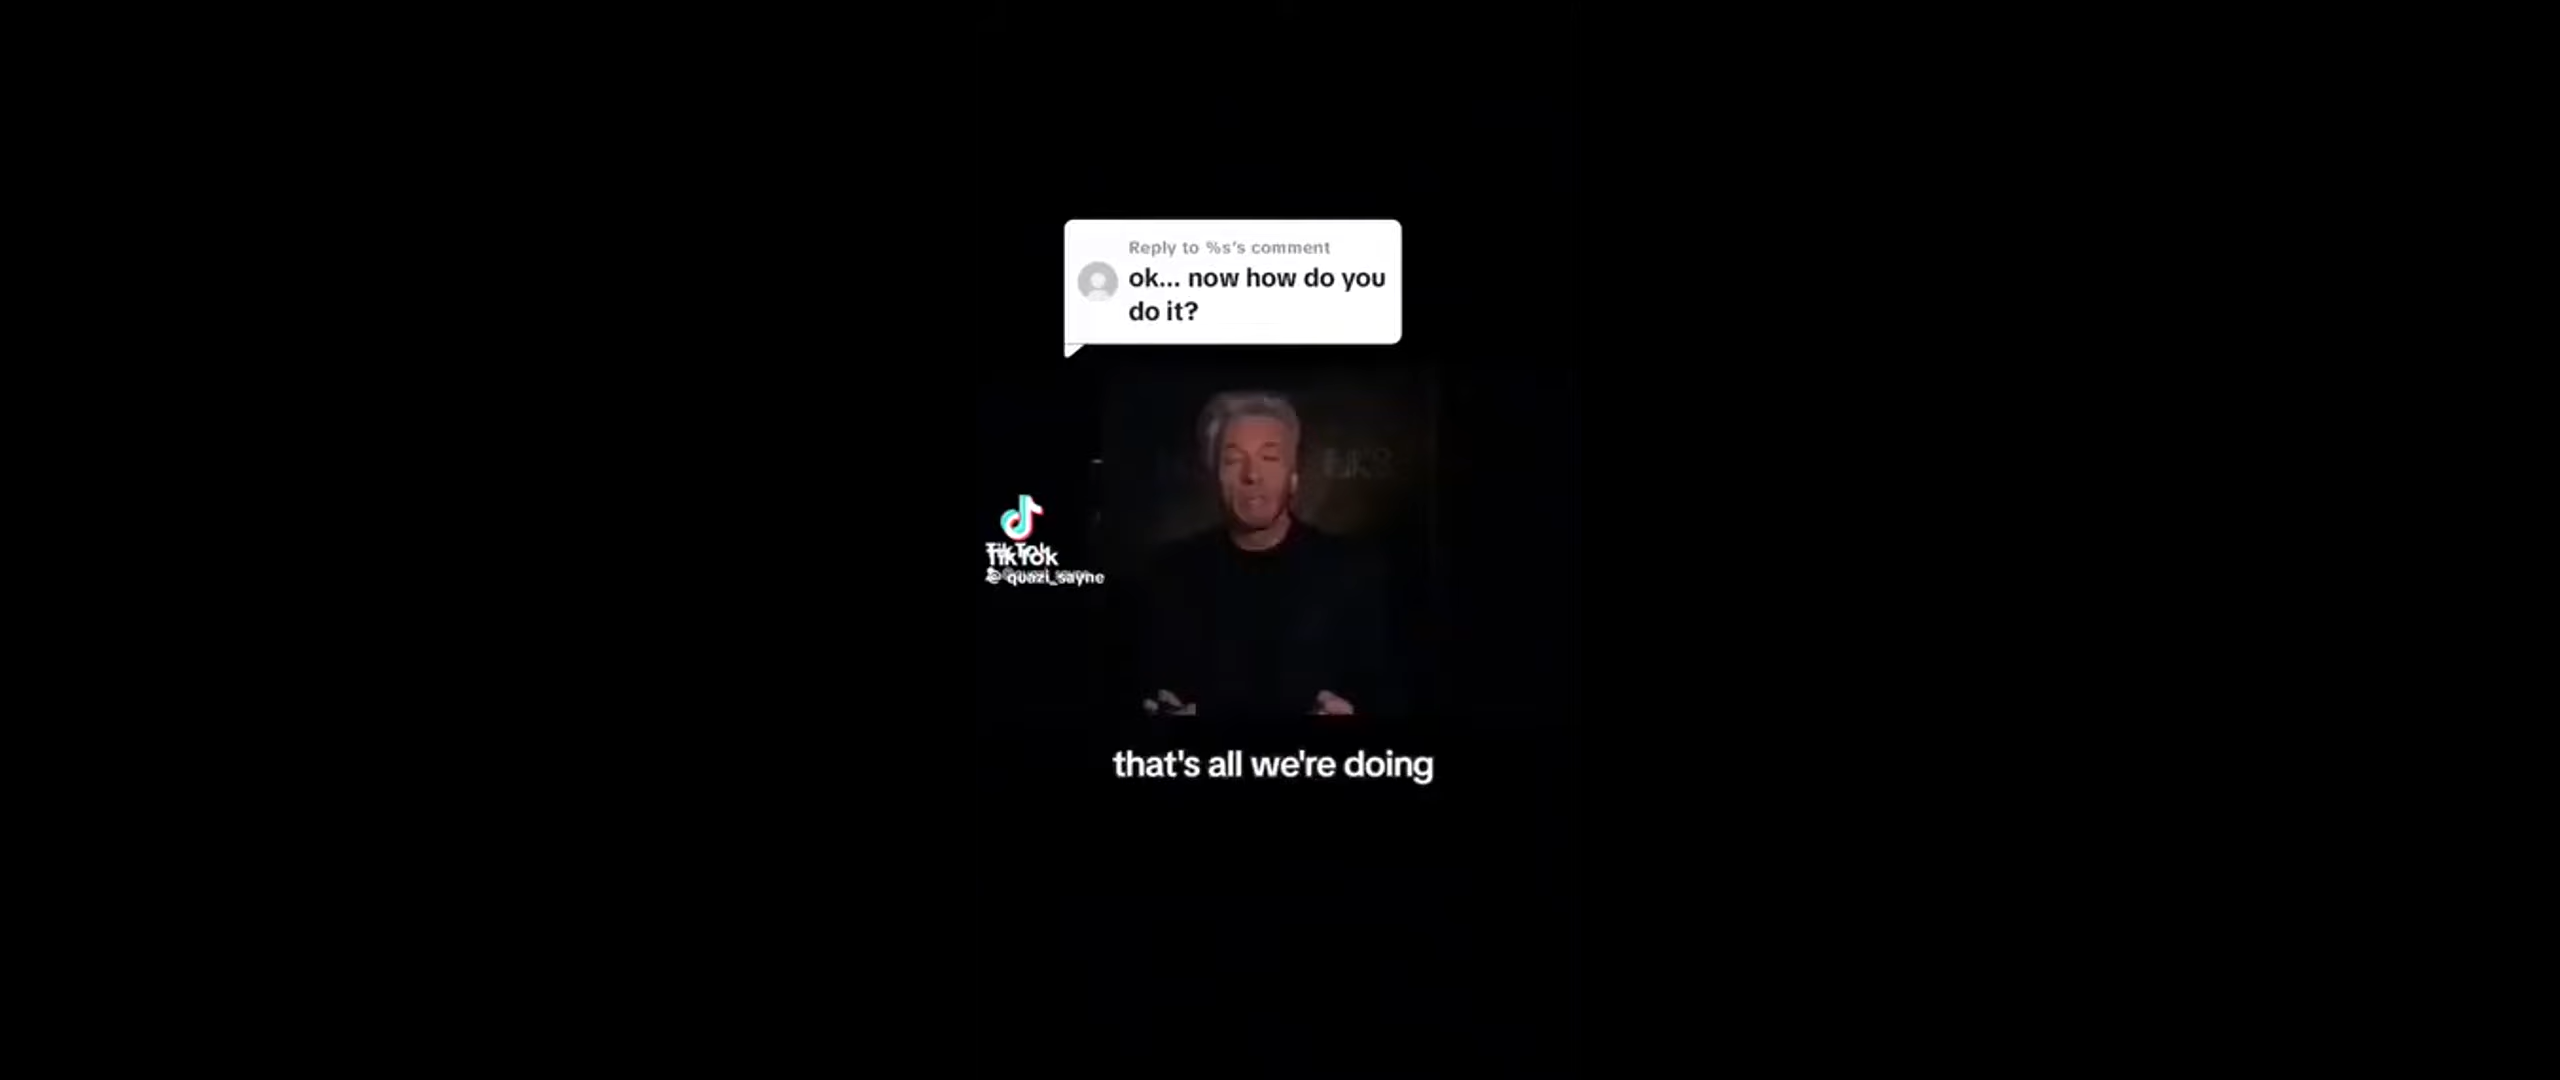 Reply to %s's comment
ok... now how do you
do it?
TikTok
@quazi_sayne
that's all we're doing